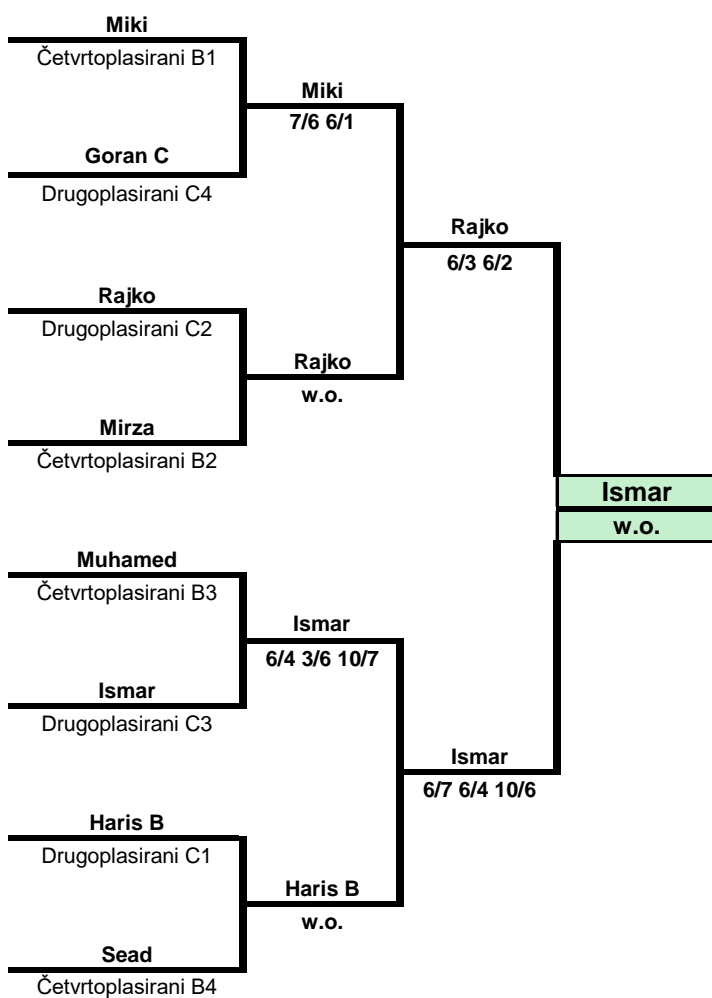 Miki
Četvrtoplasirani B1
Miki
7/6 6/1
Goran C
Drugoplasirani C4
Rajko
6/3 6/2
Rajko
Drugoplasirani C2
Rajko
w.o.
Mirza
Četvrtoplasirani B2
Ismar
w.o.
Muhamed
Četvrtoplasirani B3
Ismar
6/4 3/6 10/7
Ismar
Drugoplasirani C3
Ismar
6/7 6/4 10/6
Haris B
Drugoplasirani C1
Haris B
w.o.
Sead
Četvrtoplasirani B4